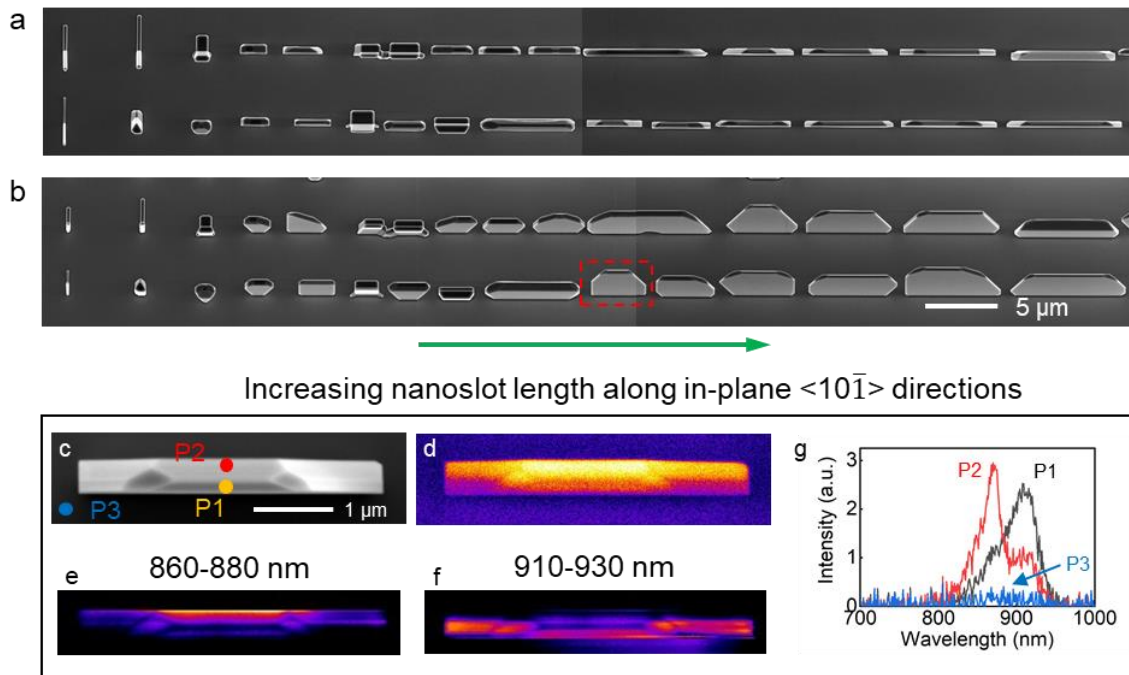 a
b
5 µm
Increasing nanoslot length along in-plane <101̅> directions
c
P2
P3
P1
1 µm
d
g
3
2
1
0
Intensity (a.u.)
P2
P1
P3
700
800
900
1000
Wavelength (nm)
860-880 nm
e
910-930 nm
f